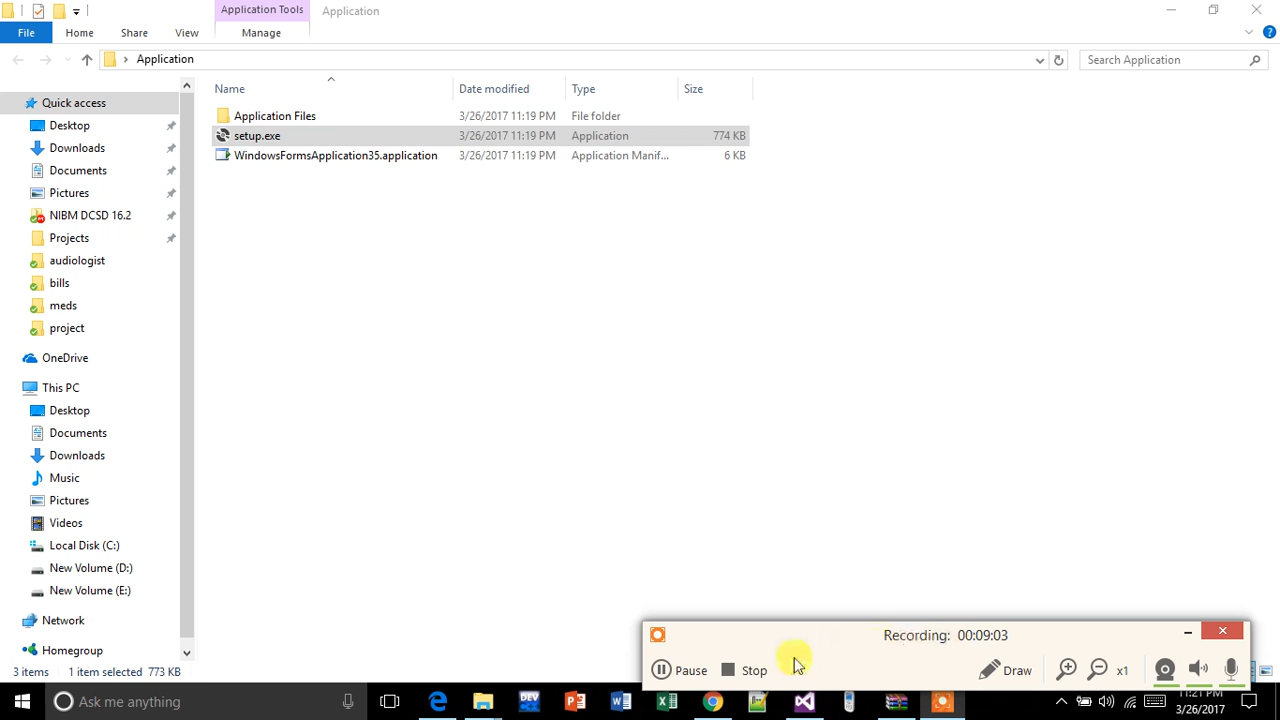 Application Tools Application
File Home Share View Manage
Application Search Application
Name Date modified Type Size
Quick access
Application Files 3/26/2017 11:19 PM File folder
Desktop
setup.exe 3/26/2017 11:19 PM Application 774 KB
Downloads
WindowsFormsApplication35.application 3/26/2017 11:19 PM Application Manif... 6 KB
Documents
Pictures
NIBM DCSD 16.2
Projects
audiologist
bills
meds
project
OneDrive
This PC
Desktop
Documents
Downloads
Music
Pictures
Videos
Local Disk (C:)
New Volume (D:)
New Volume (E:)
Network
Homegroup
3 items 1 item selected 773 KB
Recording: 00:09:03
Pause Stop Draw x1
Ask me anything
DEV
11:21 PM
3/26/2017